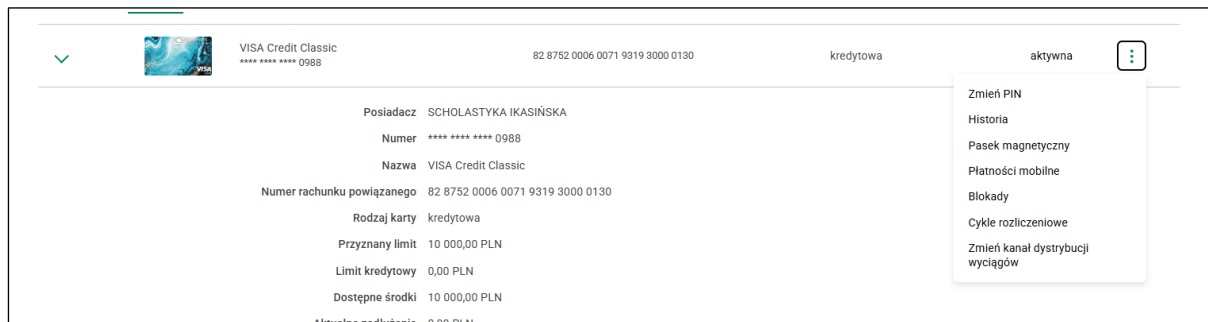 VISA Credit Classic
**** **** **** 0988
82 8752 0006 0071 9319 3000 0130
kredytowa
aktywna
VISA
Zmień PIN
Historia
Pasek magnetyczny
Płatności mobilne
Blokady
Cykle rozliczeniowe
Zmień kanał dystrybucji
wyciągów
Posiadacz SCHOLASTYKA IKASIŃSKA
Numer **** **** **** 0988
Nazwa VISA Credit Classic
Numer rachunku powiązanego 82 8752 0006 0071 9319 3000 0130
Rodzaj karty kredytowa
Przyznany limit 10 000,00 PLN
Limit kredytowy 0,00 PLN
Dostępne środki 10 000,00 PLN